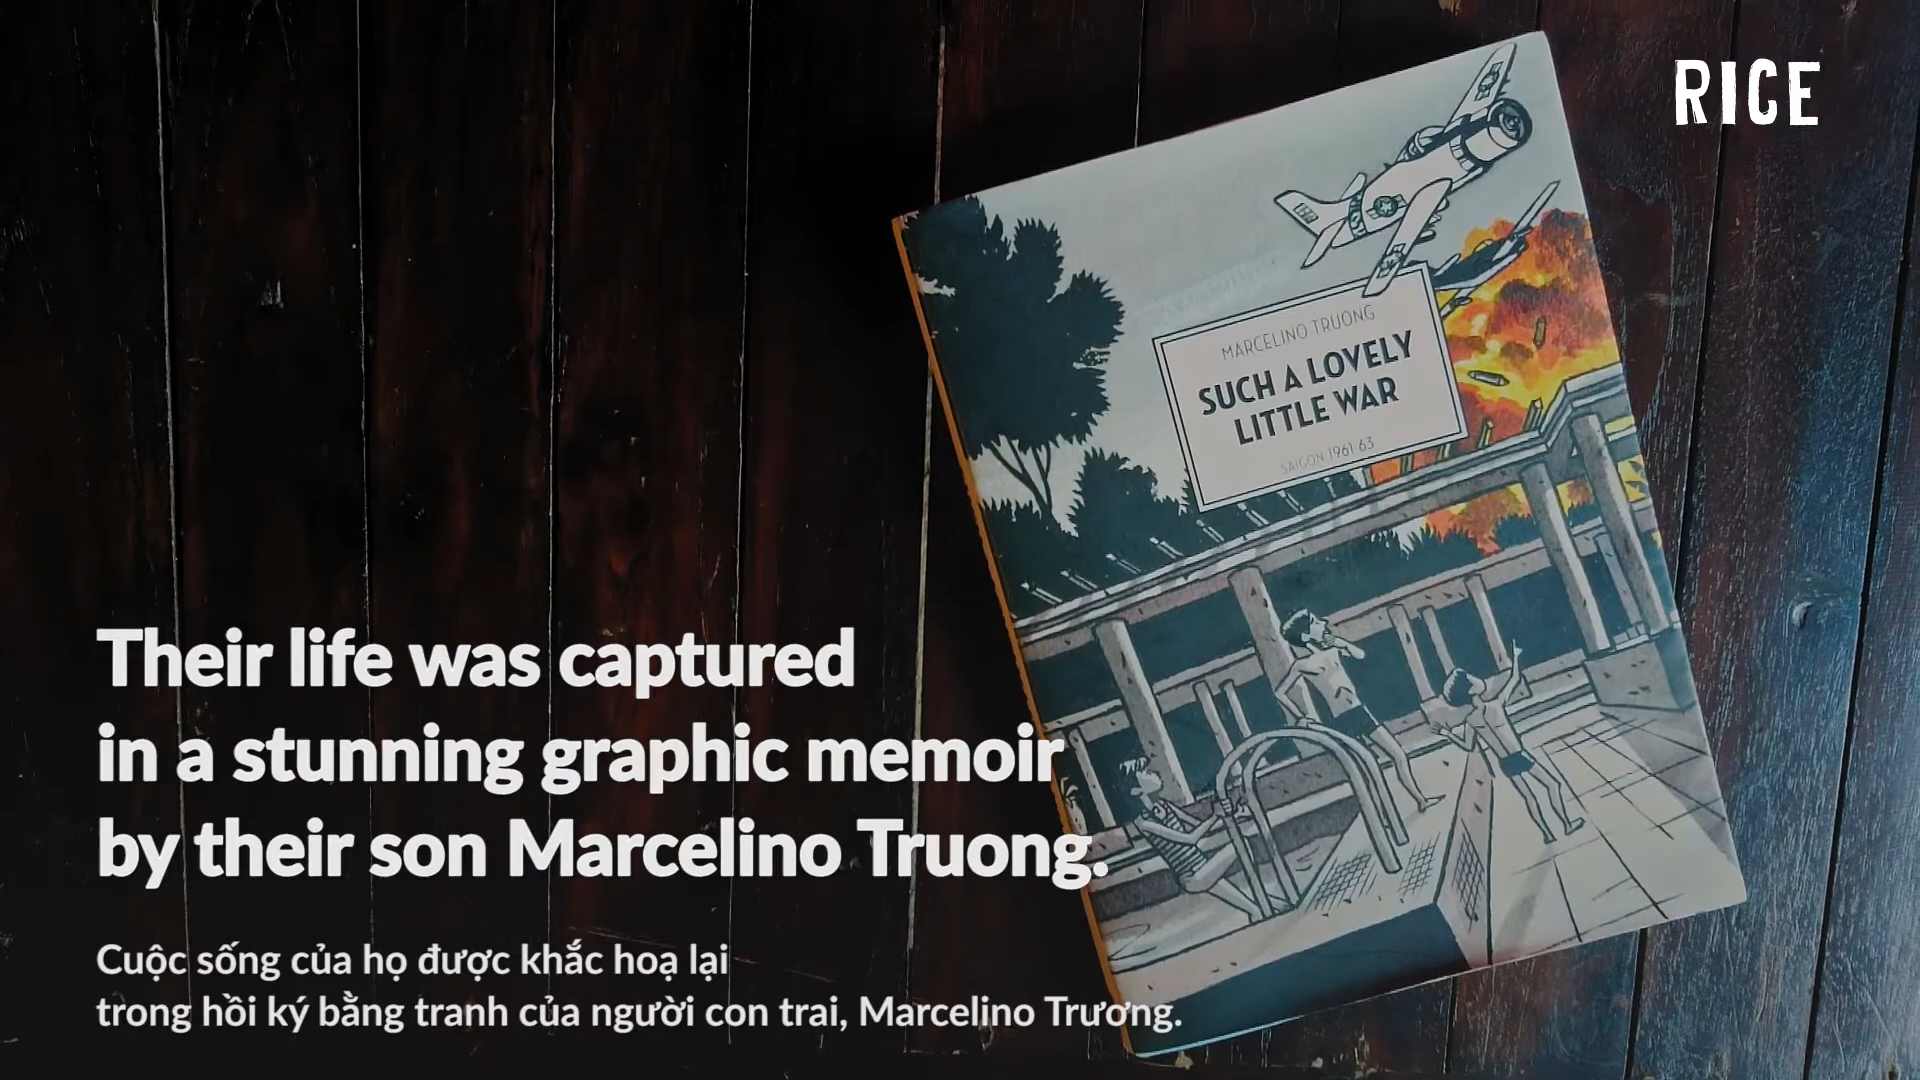 RICE
MARCELINO TRUONG
SUCH A LOVELY
LITTLE WAR
SAIGON 1961-63
Their life was captured
in a stunning graphic memoir
by their son Marcelino Truong.
Cuộc sống của họ được khắc hoạ lại
trong hồi ký bằng tranh của người con trai, Marcelino Trương.